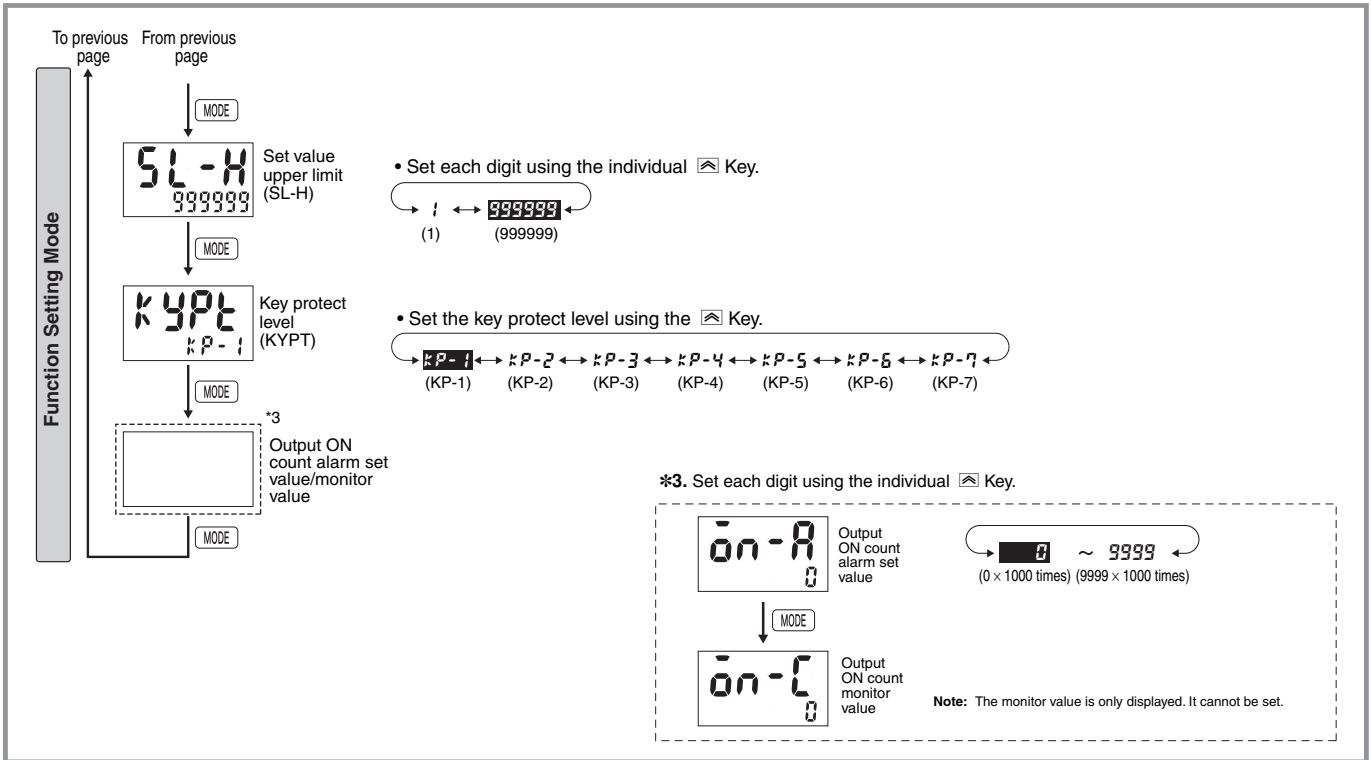 To previous page
From previous page
Function Setting Mode
MODE
SL-H
999999
Set value
upper limit
(SL-H)
• Set each digit using the individual Key.
1 999999
(1) (999999)
MODE
KYPt
KP-1
Key protect
level
(KYPT)
• Set the key protect level using the Key.
KP-1 KP-2 KP-3 KP-4 KP-5 KP-6 KP-7
(KP-1) (KP-2) (KP-3) (KP-4) (KP-5) (KP-6) (KP-7)
MODE
*3
Output ON
count alarm set
value/monitor
value
MODE
*3. Set each digit using the individual Key.
on-A
0
Output
ON count
alarm set
value
0 ~ 9999
(0 × 1000 times) (9999 × 1000 times)
MODE
on-C
0
Output
ON count
monitor
value
Note: The monitor value is only displayed. It cannot be set.